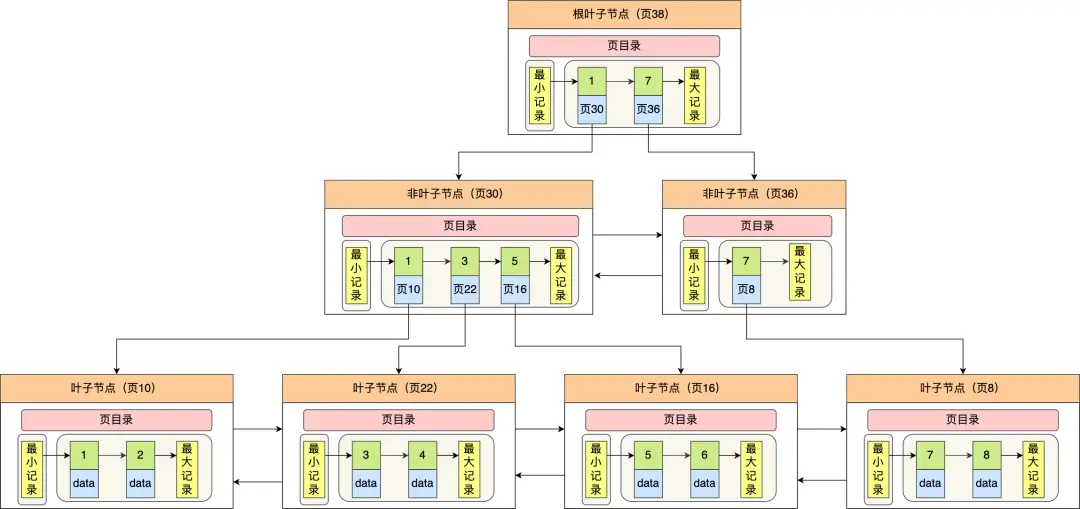 根叶子节点（页38）
页目录
最小记录
1
7
最大记录
页30
页36
非叶子节点（页30）
页目录
最小记录
1
3
5
最大记录
页10
页22
页16
非叶子节点（页36）
页目录
最小记录
7
最大记录
页8
叶子节点（页10）
页目录
最小记录
1
2
最大记录
data
data
叶子节点（页22）
页目录
最小记录
3
4
最大记录
data
data
叶子节点（页16）
页目录
最小记录
5
6
最大记录
data
data
叶子节点（页8）
页目录
最小记录
7
8
最大记录
data
data